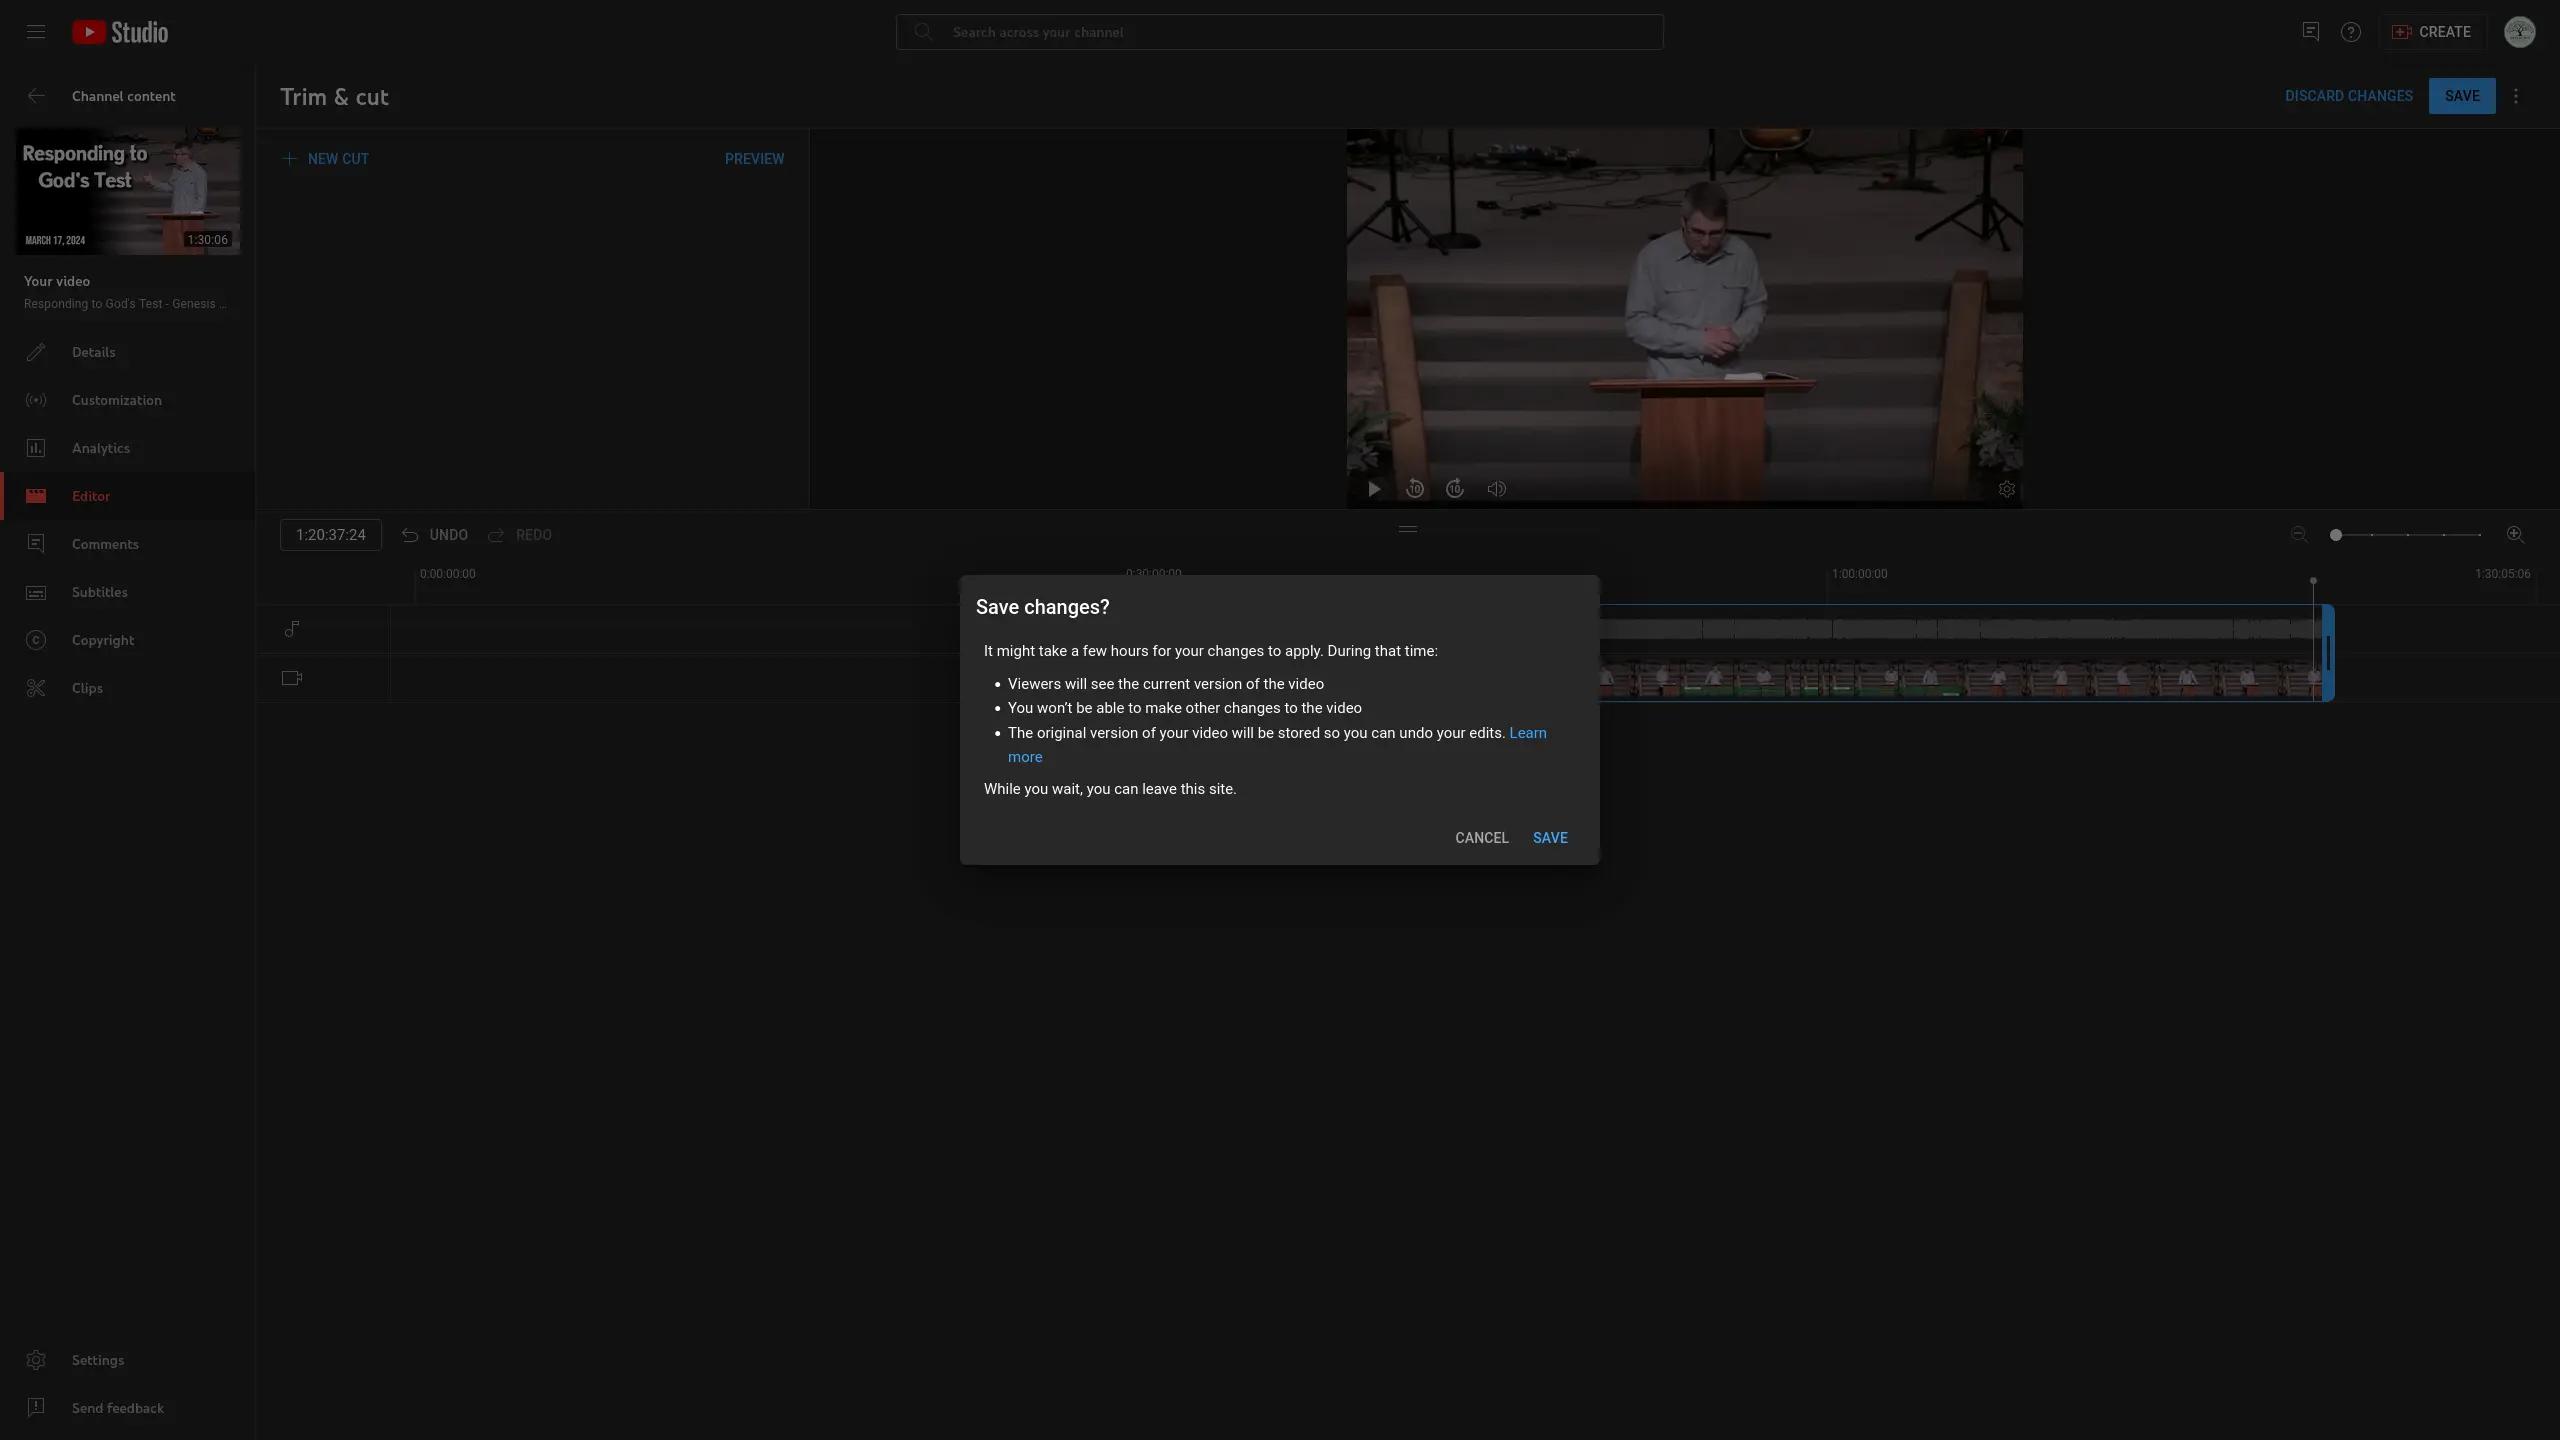 Studio
Search across your channel
CREATE
Channel content
Trim & cut
DISCARD CHANGES
SAVE
Responding to
God's Test
MARCH 17, 2024
1:30:06
NEW CUT
PREVIEW
Your video
Responding to God's Test - Genesis ...
Details
Customization
Analytics
Editor
Comments
Subtitles
Copyright
Clips
10
10
1:20:37:24
UNDO
REDO
0:00:00:00
0:30:00:00
1:00:00:00
1:30:05:06
Save changes?
It might take a few hours for your changes to apply. During that time:
• Viewers will see the current version of the video
• You won't be able to make other changes to the video
• The original version of your video will be stored so you can undo your edits. Learn
more
While you wait, you can leave this site.
CANCEL
SAVE
Settings
Send feedback